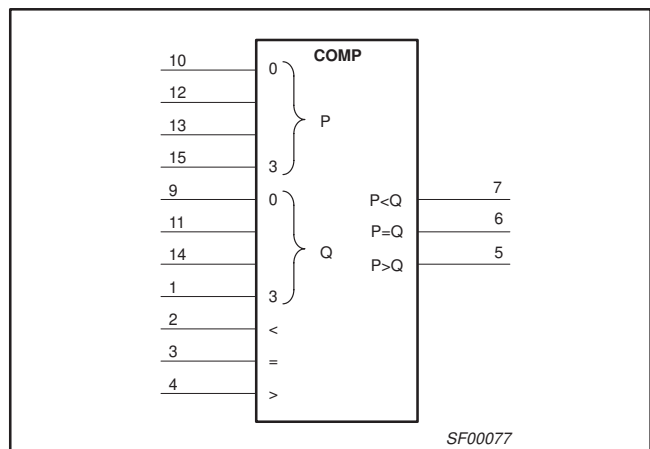 COMP
10 0
12
13 P
15 3
9 0 P<Q 7
11 P=Q 6
14 Q P>Q 5
1 3
2 <
3 =
4 >
SF00077